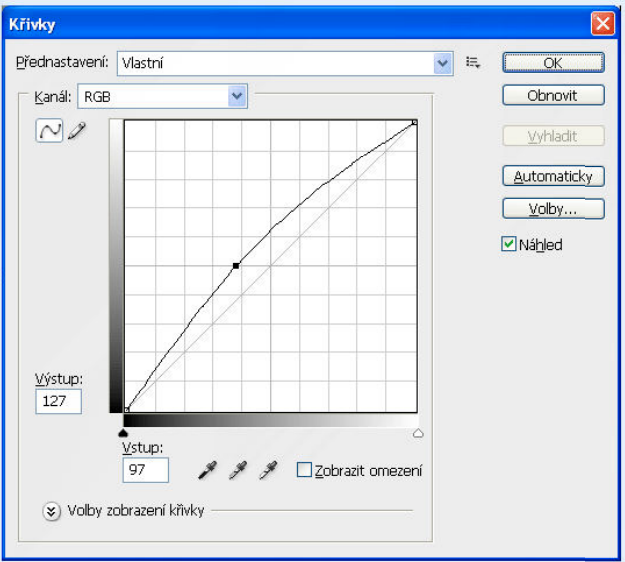 Křivky
Přednastavení: Vlastní
OK
Kanál: RGB
Obnovit
Vyhladit
Automaticky
Volby...
Náhled
Výstup:
127
Vstup:
97
Zobrazit omezení
Volby zobrazení křivky